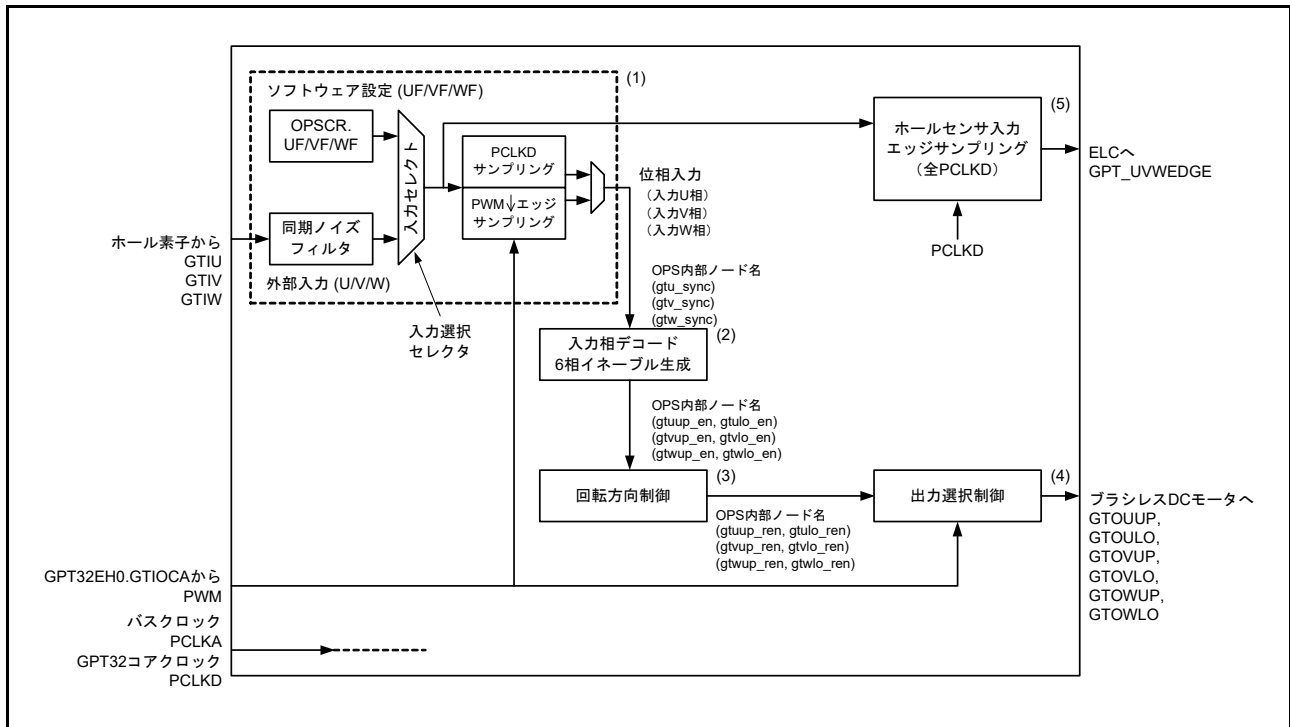 (1)
ソフトウェア設定 (UF/VF/WF)
OPSCR.
UF/VF/WF
入力セレクト
PCLKD
サンプリング
PWM↓エッジ
サンプリング
同期ノイズ
フィルタ
外部入力 (U/V/W)
ホール素子から
GTIU
GTIV
GTIW
入力選択
セレクタ
位相入力
(入力U相)
(入力V相)
(入力W相)
(5)
ホールセンサ入力
エッジサンプリング
(全PCLKD)
PCLKD
ELCへ
GPT_UVWEDGE
OPS内部ノード名
(gtu_sync)
(gtv_sync)
(gtw_sync)
(2)
入力相デコード
6相イネーブル生成
OPS内部ノード名
(gtuup_en, gtulo_en)
(gtvup_en, gtvlo_en)
(gtwup_en, gtwlo_en)
(3)
回転方向制御
OPS内部ノード名
(gtuup_ren, gtulo_ren)
(gtvup_ren, gtvlo_ren)
(gtwup_ren, gtwlo_ren)
(4)
出力選択制御
ブラシレスDCモータへ
GTOUUP,
GTOULO,
GTOVUP,
GTOVLO,
GTOWUP,
GTOWLO
GPT32EH0.GTIOCAから
PWM
バスクロック
PCLKA
GPT32コアクロック
PCLKD